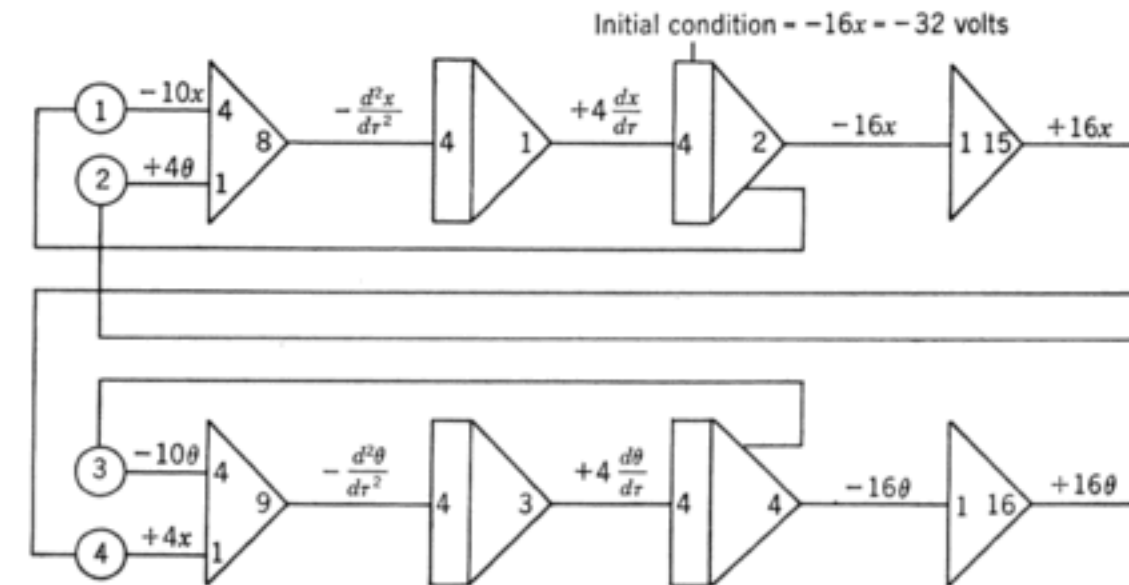 Initial condition = −16x = −32 volts
1 −10x 4 8 −d²x/dτ² 4 1 +4 dx/dτ 4 2 −16x 1 15 +16x
2 +4θ 1
3 −10θ 4 9 −d²θ/dτ² 4 3 +4 dθ/dτ 4 4 −16θ 1 16 +16θ
4 +4x 1